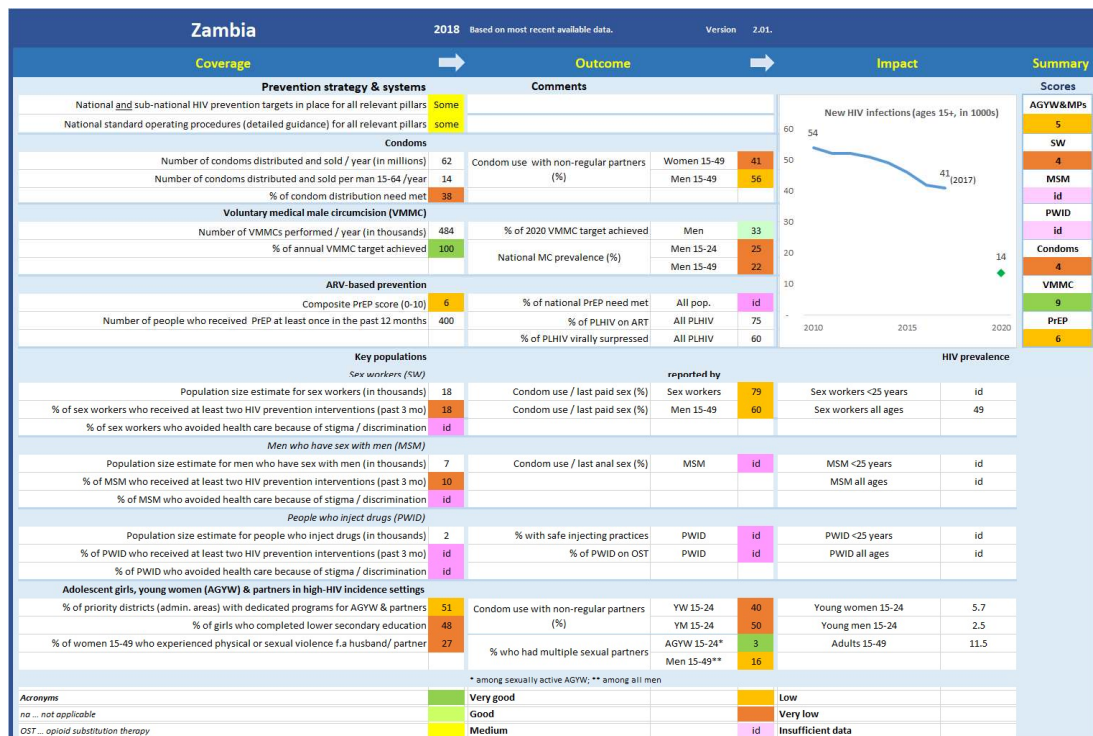 Zambia 2018 Based on most recent available data. Version 2.01.
Coverage Outcome Impact Summary
Prevention strategy & systems Comments Scores
National and sub-national HIV prevention targets in place for all relevant pillars Some
National standard operating procedures (detailed guidance) for all relevant pillars some
Condoms
Number of condoms distributed and sold / year (in millions) 62 Condom use with non-regular partners (%) Women 15-49 41
Number of condoms distributed and sold per man 15-64 /year 14 Men 15-49 56
% of condom distribution need met 38
Voluntary medical male circumcision (VMMC)
Number of VMMCs performed / year (in thousands) 484 % of 2020 VMMC target achieved Men 33
% of annual VMMC target achieved 100 National MC prevalence (%) Men 15-24 25
Men 15-49 22
ARV-based prevention
Composite PrEP score (0-10) 6 % of national PrEP need met All pop. id
Number of people who received PrEP at least once in the past 12 months 400 % of PLHIV on ART All PLHIV 75
% of PLHIV virally surpressed All PLHIV 60
New HIV infections (ages 15+, in 1000s)
60
54
50
41 (2017)
40
30
20
14
10
-
2010 2015 2020
AGYW&MPs
5
SW
4
MSM
id
PWID
id
Condoms
4
VMMC
9
PrEP
6
Key populations HIV prevalence
Sex workers (SW) reported by
Population size estimate for sex workers (in thousands) 18 Condom use / last paid sex (%) Sex workers 79 Sex workers <25 years id
% of sex workers who received at least two HIV prevention interventions (past 3 mo) 18 Condom use / last paid sex (%) Men 15-49 60 Sex workers all ages 49
% of sex workers who avoided health care because of stigma / discrimination id
Men who have sex with men (MSM)
Population size estimate for men who have sex with men (in thousands) 7 Condom use / last anal sex (%) MSM id MSM <25 years id
% of MSM who received at least two HIV prevention interventions (past 3 mo) 10 MSM all ages id
% of MSM who avoided health care because of stigma / discrimination id
People who inject drugs (PWID)
Population size estimate for people who inject drugs (in thousands) 2 % with safe injecting practices PWID id PWID <25 years id
% of PWID who received at least two HIV prevention interventions (past 3 mo) id % of PWID on OST PWID id PWID all ages id
% of PWID who avoided health care because of stigma / discrimination id
Adolescent girls, young women (AGYW) & partners in high-HIV incidence settings
% of priority districts (admin. areas) with dedicated programs for AGYW & partners 51 Condom use with non-regular partners (%) YW 15-24 40 Young women 15-24 5.7
% of girls who completed lower secondary education 48 YM 15-24 50 Young men 15-24 2.5
% of women 15-49 who experienced physical or sexual violence f.a husband/ partner 27 % who had multiple sexual partners AGYW 15-24* 3 Adults 15-49 11.5
Men 15-49** 16
* among sexually active AGYW; ** among all men
Acronyms Very good Low
na ... not applicable Good Very low
OST ... opioid substitution therapy Medium id Insufficient data